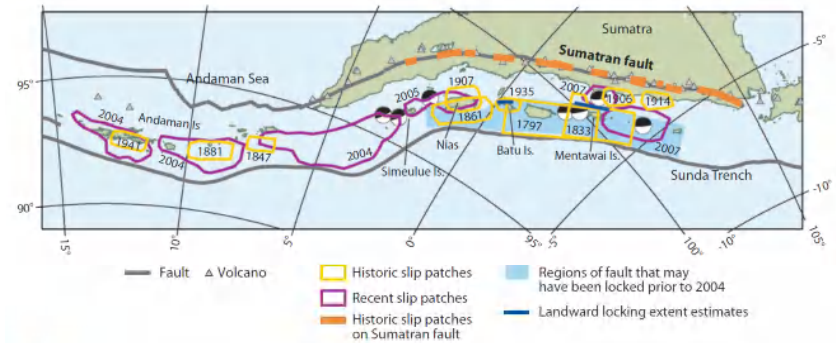 Sumatra
-5°
Sumatran fault
Andaman Sea
95°
1907
1935
2007
2005
1906
1914
-10°
2004
Andaman Is.
1941
1861
1797
1833
2004
1881
1847
2004
Nias
Batu Is.
Mentawai Is.
2007
Simeulue Is.
Sunda Trench
90°
15°
10°
5°
0°
95°
-5°
100°
-10°
105°
Fault
Volcano
Historic slip patches
Recent slip patches
Historic slip patches
on Sumatran fault
Regions of fault that may
have been locked prior to 2004
Landward locking extent estimates